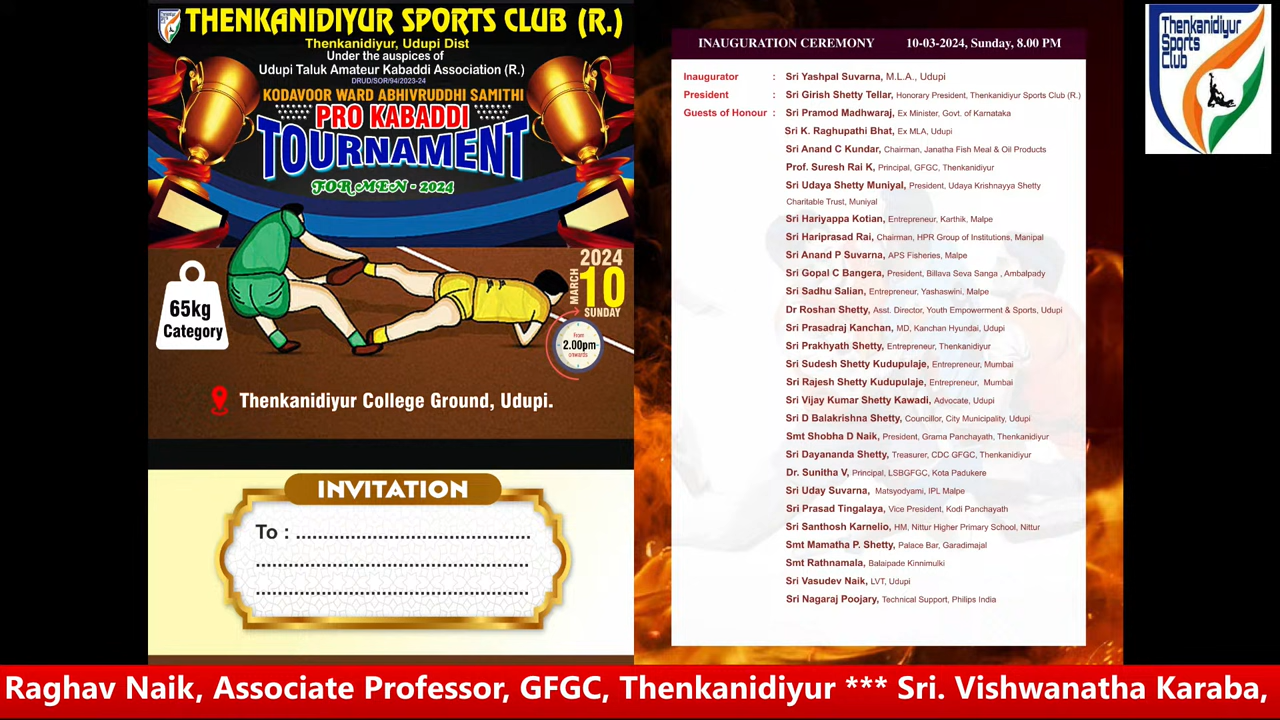 THENKANIDIYUR SPORTS CLUB (R.)
Thenkanidiyur, Udupi Dist
Under the auspices of
Udupi Taluk Amateur Kabaddi Association (R.)
DRUD/SOR/94/2023-24
KODAVOOR WARD ABHIVRUDDHI SAMITHI
PRO KABADDI
TOURNAMENT
FOR MEN - 2024
65kg
Category
2024
MARCH
10
SUNDAY
From
2.00pm
onwards
Thenkanidiyur College Ground, Udupi.
INVITATION
To : ..........................................
................................................
................................................
INAUGURATION CEREMONY 10-03-2024, Sunday, 8.00 PM
Inaugurator : Sri Yashpal Suvarna, M.L.A., Udupi
President : Sri Girish Shetty Tellar, Honorary President, Thenkanidiyur Sports Club (R.)
Guests of Honour : Sri Pramod Madhwaraj, Ex Minister, Govt. of Karnataka
Sri K. Raghupathi Bhat, Ex MLA, Udupi
Sri Anand C Kundar, Chairman, Janatha Fish Meal & Oil Products
Prof. Suresh Rai K, Principal, GFGC, Thenkanidiyur
Sri Udaya Shetty Muniyal, President, Udaya Krishnayya Shetty
Charitable Trust, Muniyal
Sri Hariyappa Kotian, Entrepreneur, Karthik, Malpe
Sri Hariprasad Rai, Chairman, HPR Group of Institutions, Manipal
Sri Anand P Suvarna, APS Fisheries, Malpe
Sri Gopal C Bangera, President, Billava Seva Sanga , Ambalpady
Sri Sadhu Salian, Entrepreneur, Yashaswini, Malpe
Dr Roshan Shetty, Asst. Director, Youth Empowerment & Sports, Udupi
Sri Prasadraj Kanchan, MD, Kanchan Hyundai, Udupi
Sri Prakhyath Shetty, Entrepreneur, Thenkanidiyur
Sri Sudesh Shetty Kudupulaje, Entrepreneur, Mumbai
Sri Rajesh Shetty Kudupulaje, Entrepreneur, Mumbai
Sri Vijay Kumar Shetty Kawadi, Advocate, Udupi
Sri D Balakrishna Shetty, Councillor, City Municipality, Udupi
Smt Shobha D Naik, President, Grama Panchayath, Thenkanidiyur
Sri Dayananda Shetty, Treasurer, CDC GFGC, Thenkanidiyur
Dr. Sunitha V, Principal, LSBGFGC, Kota Padukere
Sri Uday Suvarna, Matsyodyami, IPL Malpe
Sri Prasad Tingalaya, Vice President, Kodi Panchayath
Sri Santhosh Karnelio, HM, Nittur Higher Primary School, Nittur
Smt Mamatha P. Shetty, Palace Bar, Garadimajal
Smt Rathnamala, Balaipade Kinnimulki
Sri Vasudev Naik, LVT, Udupi
Sri Nagaraj Poojary, Technical Support, Philips India
Thenkanidiyur
Sports
Club
Raghav Naik, Associate Professor, GFGC, Thenkanidiyur *** Sri. Vishwanatha Karaba,